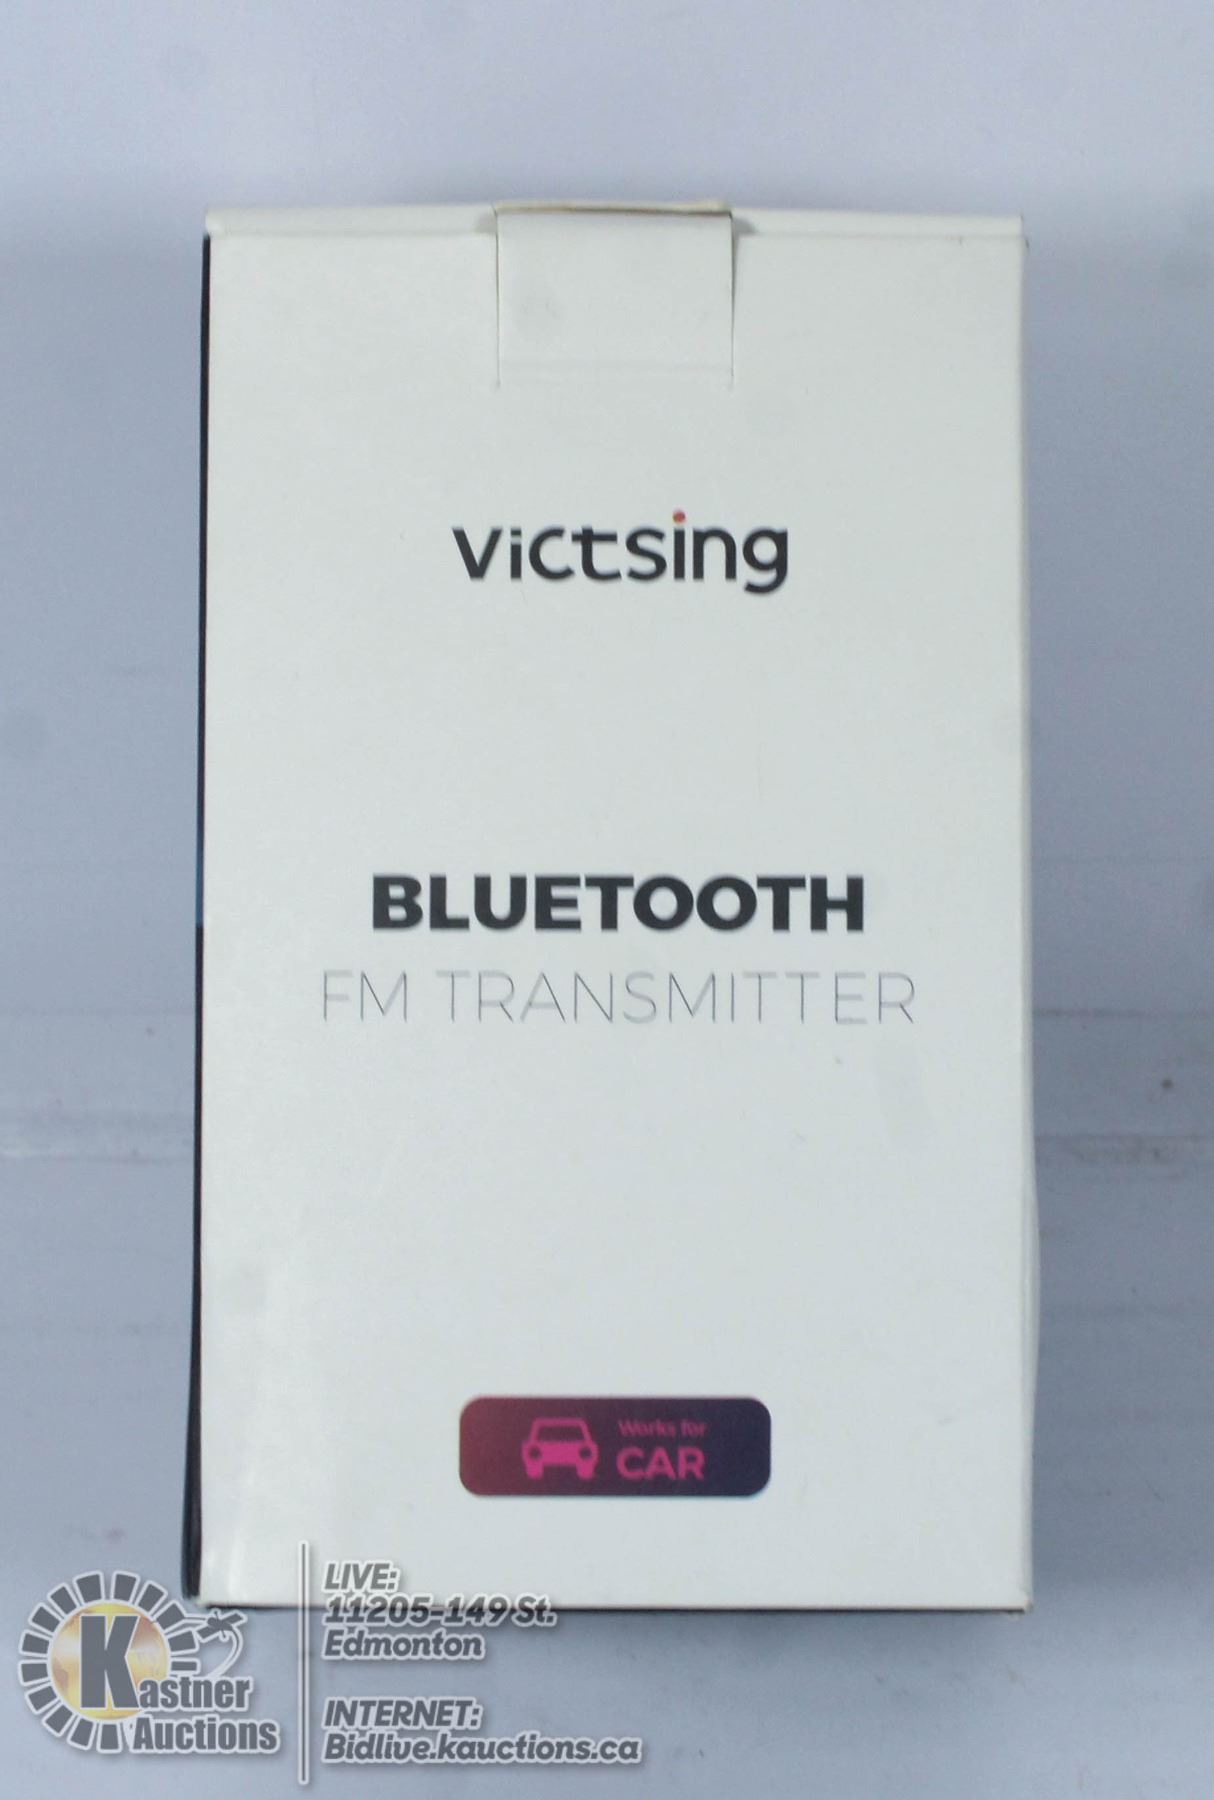 victsing
BLUETOOTH
FM TRANSMITTER
Works for
CAR
Kastner
Auctions
LIVE:
11205-149 St.
Edmonton
INTERNET:
Bidlive.kauctions.ca